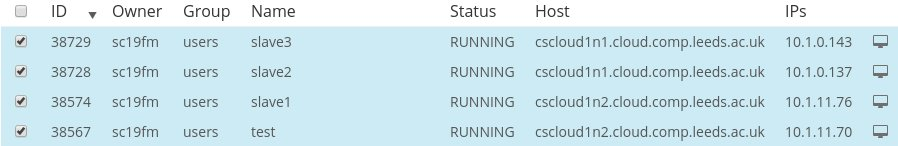 ID Owner Group Name Status Host IPs
38729 sc19fm users slave3 RUNNING cscloud1n1.cloud.comp.leeds.ac.uk 10.1.0.143
38728 sc19fm users slave2 RUNNING cscloud1n1.cloud.comp.leeds.ac.uk 10.1.0.137
38574 sc19fm users slave1 RUNNING cscloud1n2.cloud.comp.leeds.ac.uk 10.1.11.76
38567 sc19fm users test RUNNING cscloud1n2.cloud.comp.leeds.ac.uk 10.1.11.70